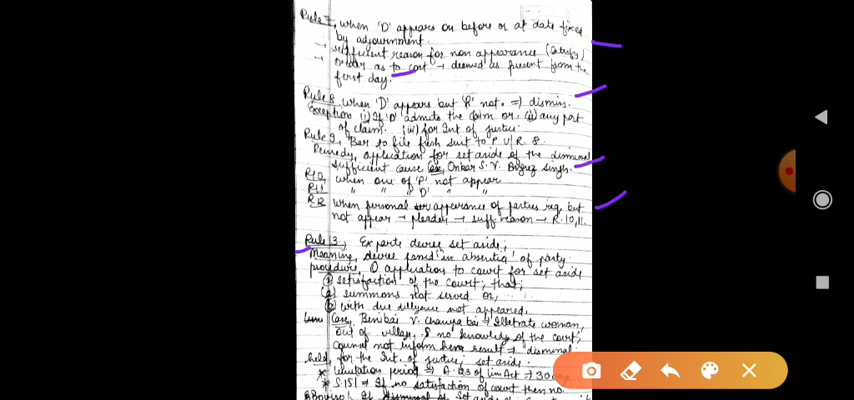 Rule 7, when 'D' appears on before or at date fixed
by adjournment.
→ sufficient reason for non appearance (satisfy)
→ order as to cost → deemed as present from the
first day.
Rule 8 when 'D' appears but 'P' not. ⇒ dismiss.
Exception (i) If 'D' admits the claim or. (ii) any part
of claim. (iii) for Int of justice.
Rule 9, Bar to file fresh suit to 'P' U/R. 8
Remedy, application for set aside of the dismissal
sufficient cause Case, Onkar S. V. Singh.
R10, when one of 'P' not appear
R11 " " " 'D' " "
R12 when personal appearance of parties req. but
not appear → pleader → suff. reason → R. 10, 11.
Rule 13, Ex parte decree set aside;
Meaning, decree in absentia of party
procedure, application to court for set aside
satisfaction of the court; that;
(a) summons not served or,
(b) with due not appeared.
Case, Benibai V. Champa bai → woman,
out of village, & no knowledge of the court,
counsel not inform her result → dismissal
held, for the Int. of justice, set aside.
* limitation period → A. 123 of Lim Act → 30 days
* S. 151 → If no satisfaction of court then no.